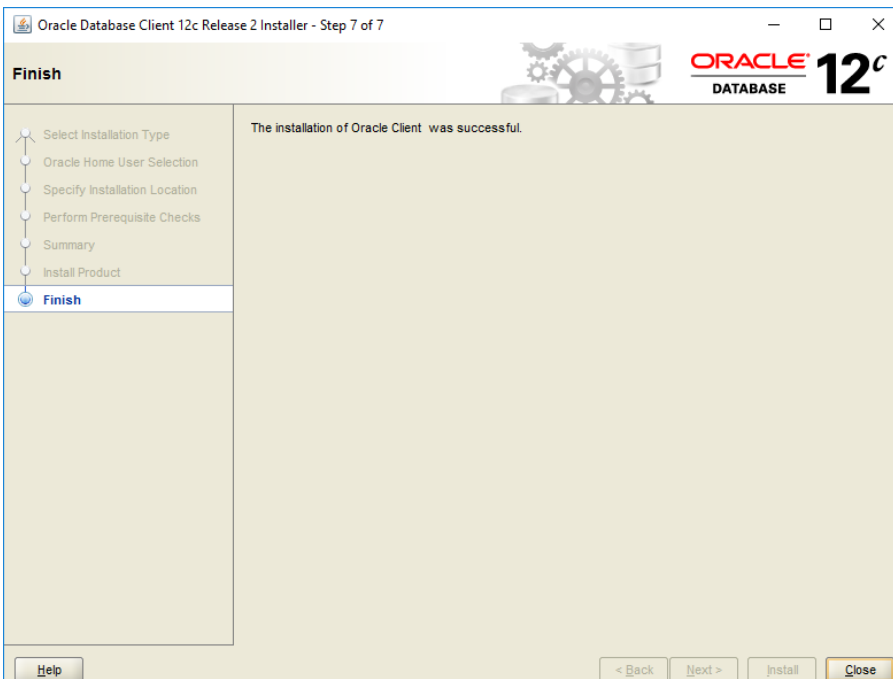 Oracle Database Client 12c Release 2 Installer - Step 7 of 7
Finish
ORACLE 12c
DATABASE
Select Installation Type
Oracle Home User Selection
Specify Installation Location
Perform Prerequisite Checks
Summary
Install Product
Finish
The installation of Oracle Client  was successful.
Help
< Back
Next >
Install
Close